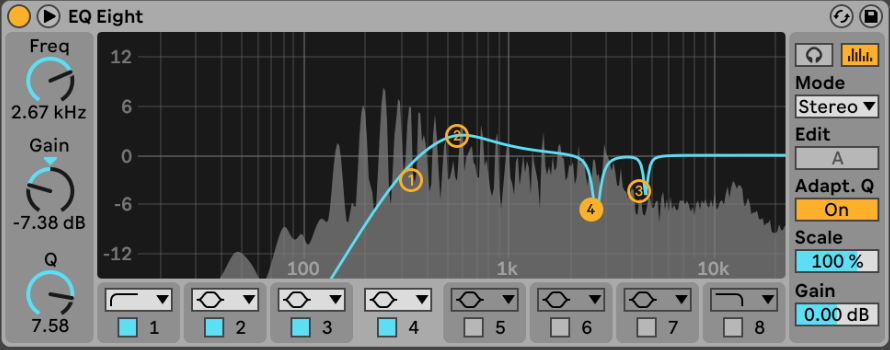 EQ Eight
Freq
2.67 kHz
Gain
-7.38 dB
Q
7.58
12
6
0
-6
-12
100
1k
10k
1
2
3
4
1
2
3
4
5
6
7
8
Mode
Stereo
Edit
A
Adapt. Q
On
Scale
100 %
Gain
0.00 dB